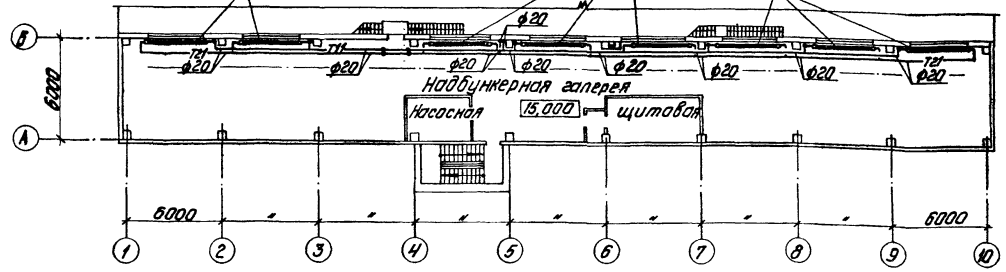 ф20
Б
Т21 Т11 Т21
ф20 ф20 ф20 ф20 ф20 ф20 ф20 ф20
6000
Надбункерная галерея
Насосная 15,000 щитовая
А
6000 " " " " " " " 6000
1 2 3 4 5 6 7 8 9 10